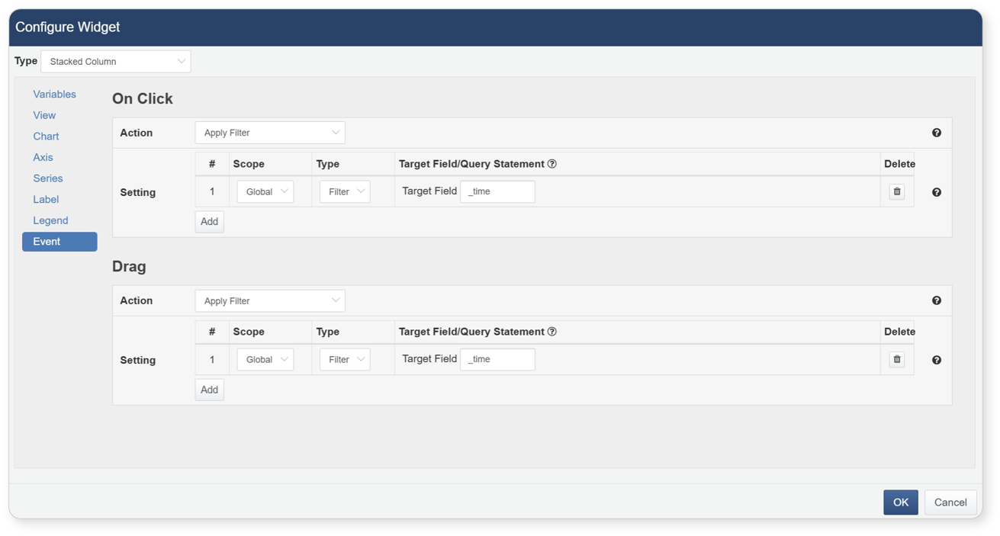 Configure Widget
Type Stacked Column
Variables
View
Chart
Axis
Series
Label
Legend
Event
On Click
Action Apply Filter
# Scope Type Target Field/Query Statement Delete
Setting 1 Global Filter Target Field _time
Add
Drag
Action Apply Filter
# Scope Type Target Field/Query Statement Delete
Setting 1 Global Filter Target Field _time
Add
OK Cancel